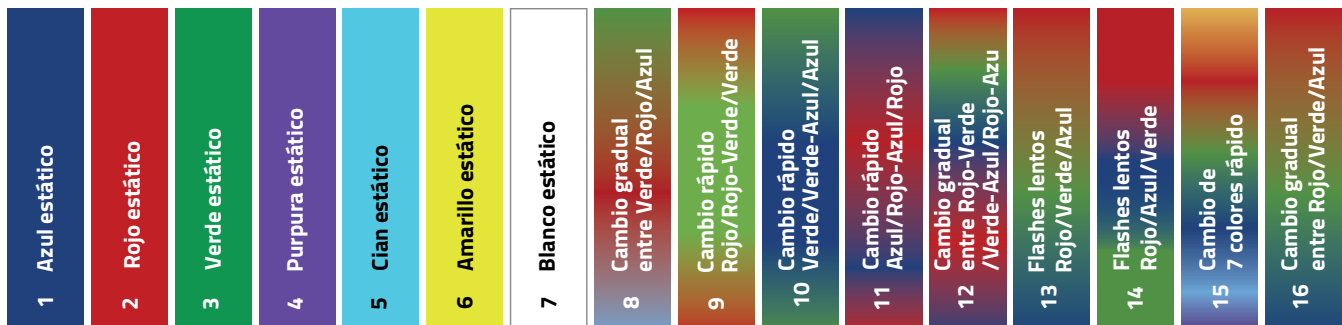 1 Azul estático
2 Rojo estático
3 Verde estático
4 Purpura estático
5 Cian estático
6 Amarillo estático
7 Blanco estático
8 Cambio gradual
entre Verde/Rojo/Azul
9 Cambio rápido
Rojo/Rojo-Verde/Verde
10 Cambio rápido
Verde/Verde-Azul/Azul
11 Cambio rápido
Azul/Rojo-Azul/Rojo
12 Cambio gradual
entre Rojo-Verde
/Verde-Azul/Rojo-Azu
13 Flashes lentos
Rojo/Verde/Azul
14 Flashes lentos
Rojo/Azul/Verde
15 Cambio de
7 colores rápido
16 Cambio gradual
entre Rojo/Verde/Azul